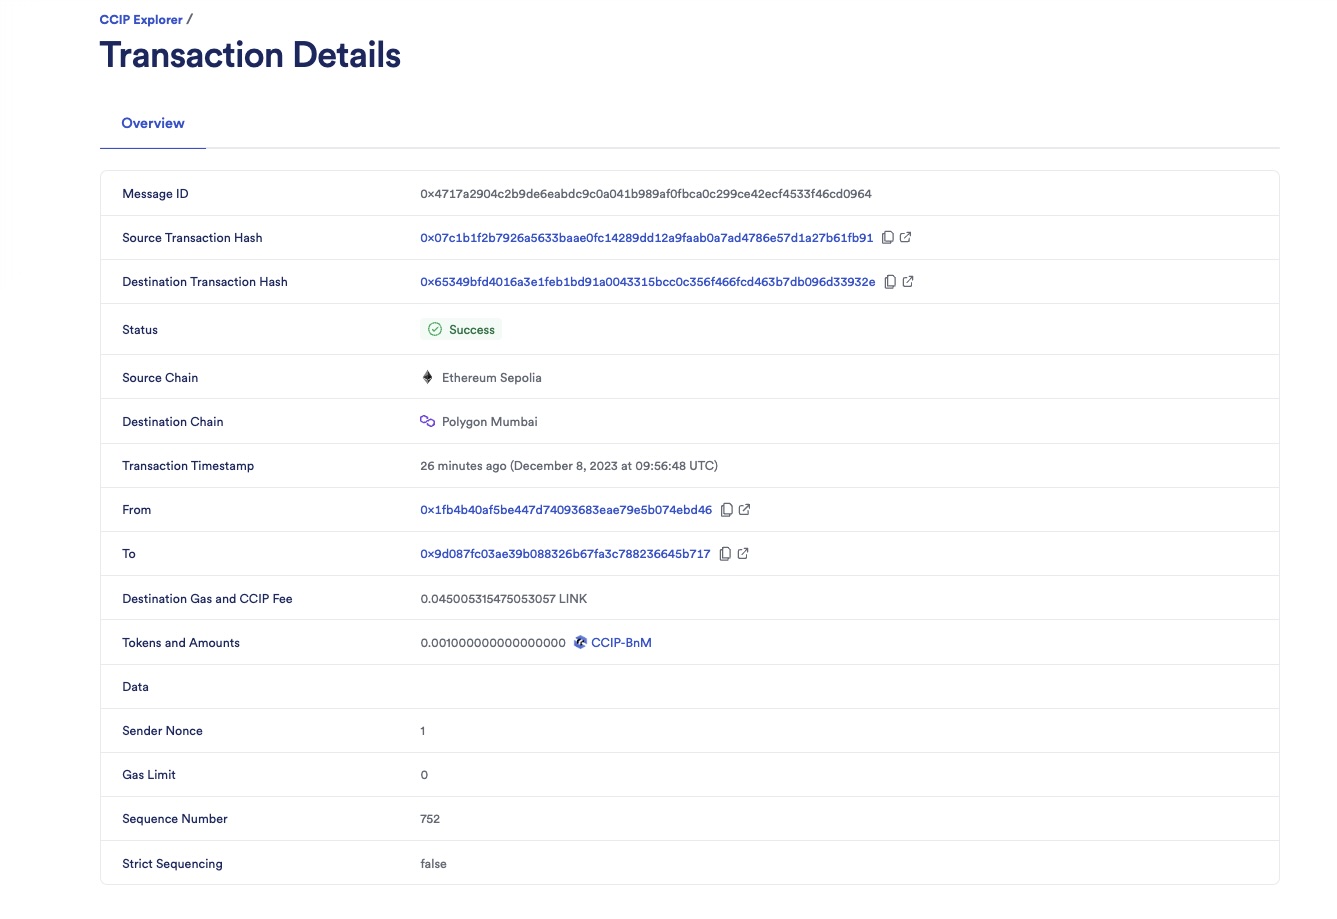 CCIP Explorer /
Transaction Details
Overview
Message ID 0x4717a2904c2b9de6eabdc9c0a041b989af0fbca0c299ce42ecf4533f46cd0964
Source Transaction Hash 0x07c1b1f2b7926a5633baae0fc14289dd12a9faab0a7ad4786e57d1a27b61fb91
Destination Transaction Hash 0x65349bfd4016a3e1feb1bd91a0043315bcc0c356f466fcd463b7db096d33932e
Status Success
Source Chain Ethereum Sepolia
Destination Chain Polygon Mumbai
Transaction Timestamp 26 minutes ago (December 8, 2023 at 09:56:48 UTC)
From 0x1fb4b40af5be447d74093683eae79e5b074ebd46
To 0x9d087fc03ae39b088326b67fa3c788236645b717
Destination Gas and CCIP Fee 0.045005315475053057 LINK
Tokens and Amounts 0.001000000000000000 CCIP-BnM
Data
Sender Nonce 1
Gas Limit 0
Sequence Number 752
Strict Sequencing false